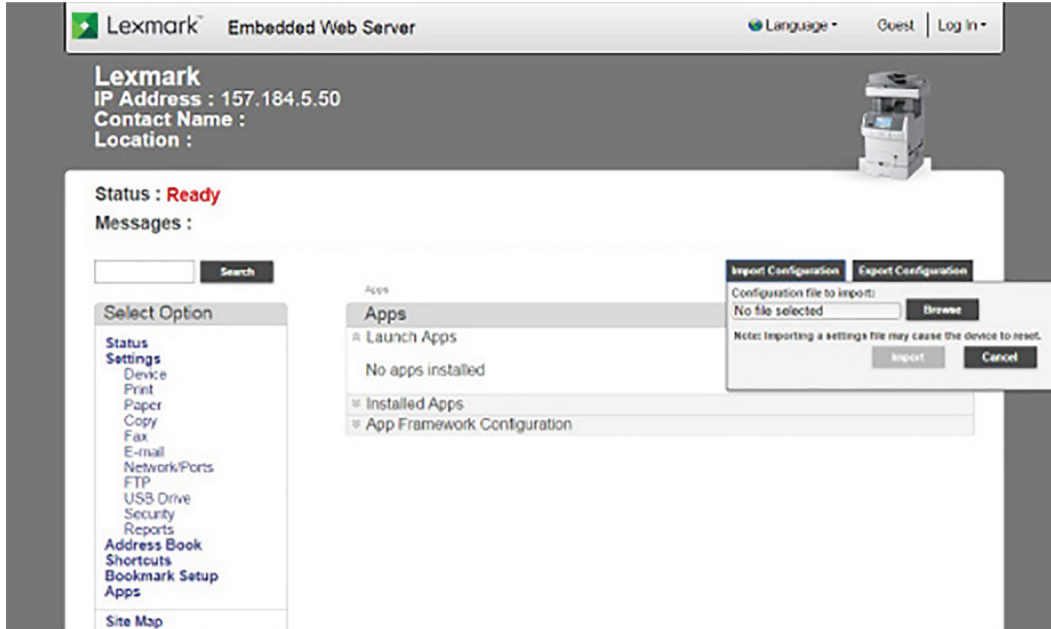 Lexmark™ Embedded Web Server
Language
Guest
Log In
Lexmark
IP Address : 157.184.5.50
Contact Name :
Location :
Status : Ready
Messages :
Search
Import Configuration
Export Configuration
Configuration file to import:
No file selected
Browse
Note: Importing a settings file may cause the device to reset.
Import
Cancel
Select Option
Status
Settings
Device
Print
Paper
Copy
Fax
E-mail
Network/Ports
FTP
USB Drive
Security
Reports
Address Book
Shortcuts
Bookmark Setup
Apps
Site Map
Apps
Apps
Launch Apps
No apps installed
Installed Apps
App Framework Configuration